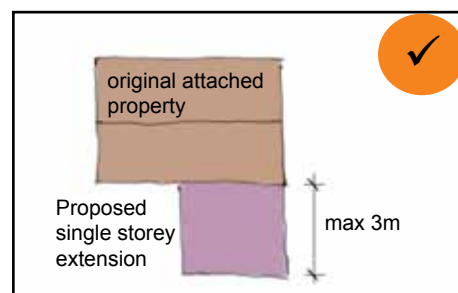 original attached
property
Proposed
single storey
extension
max 3m